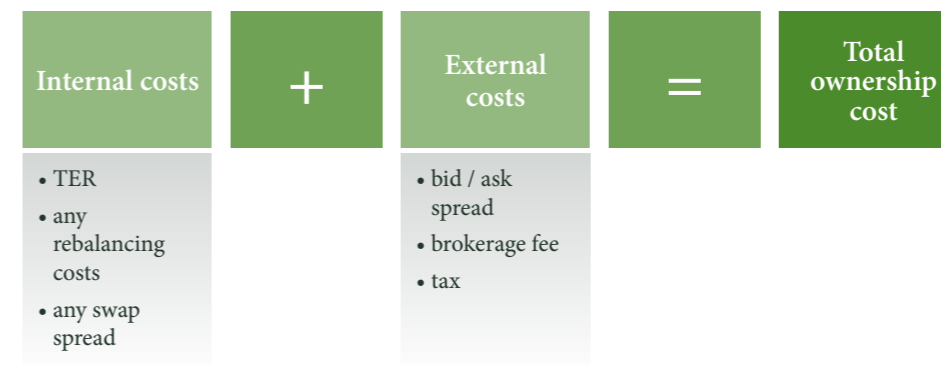 Internal costs
+
External
costs
=
Total
ownership
cost
• TER
• any
rebalancing
costs
• any swap
spread
• bid / ask
spread
• brokerage fee
• tax